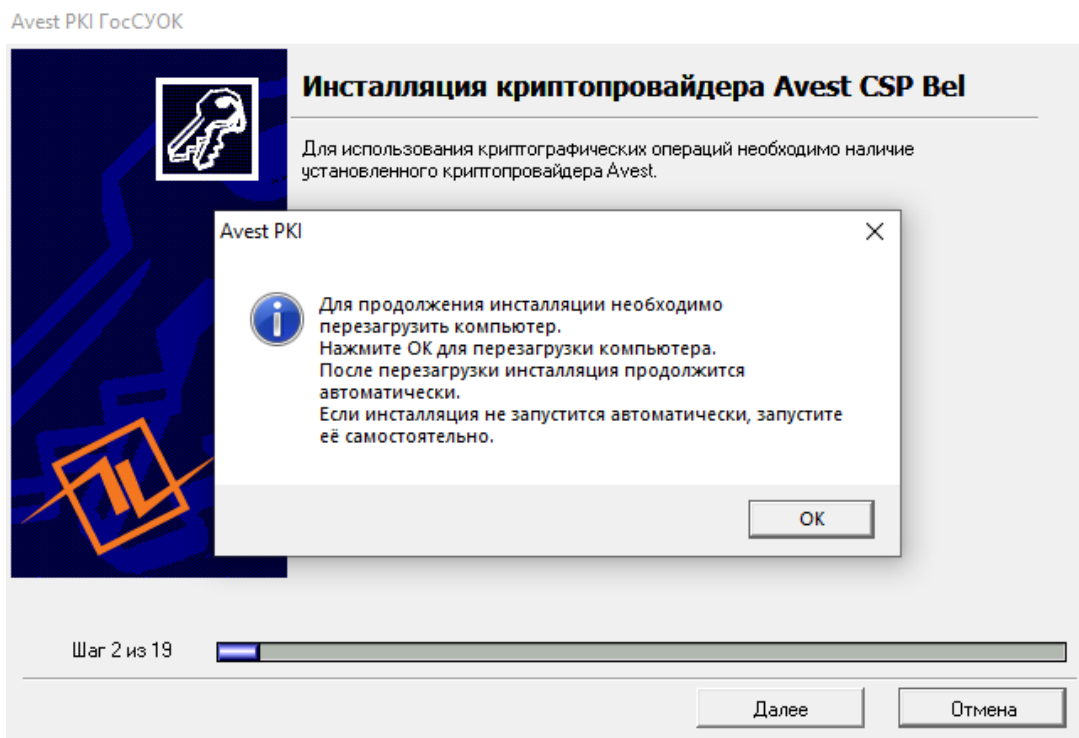 Avest PKI ГосСУОК
Инсталляция криптопровайдера Avest CSP Bel
Для использования криптографических операций необходимо наличие
установленного криптопровайдера Avest.
Avest PKI
Для продолжения инсталляции необходимо
перезагрузить компьютер.
Нажмите ОК для перезагрузки компьютера.
После перезагрузки инсталляция продолжится
автоматически.
Если инсталляция не запустится автоматически, запустите
её самостоятельно.
ОК
Шаг 2 из 19
Далее
Отмена